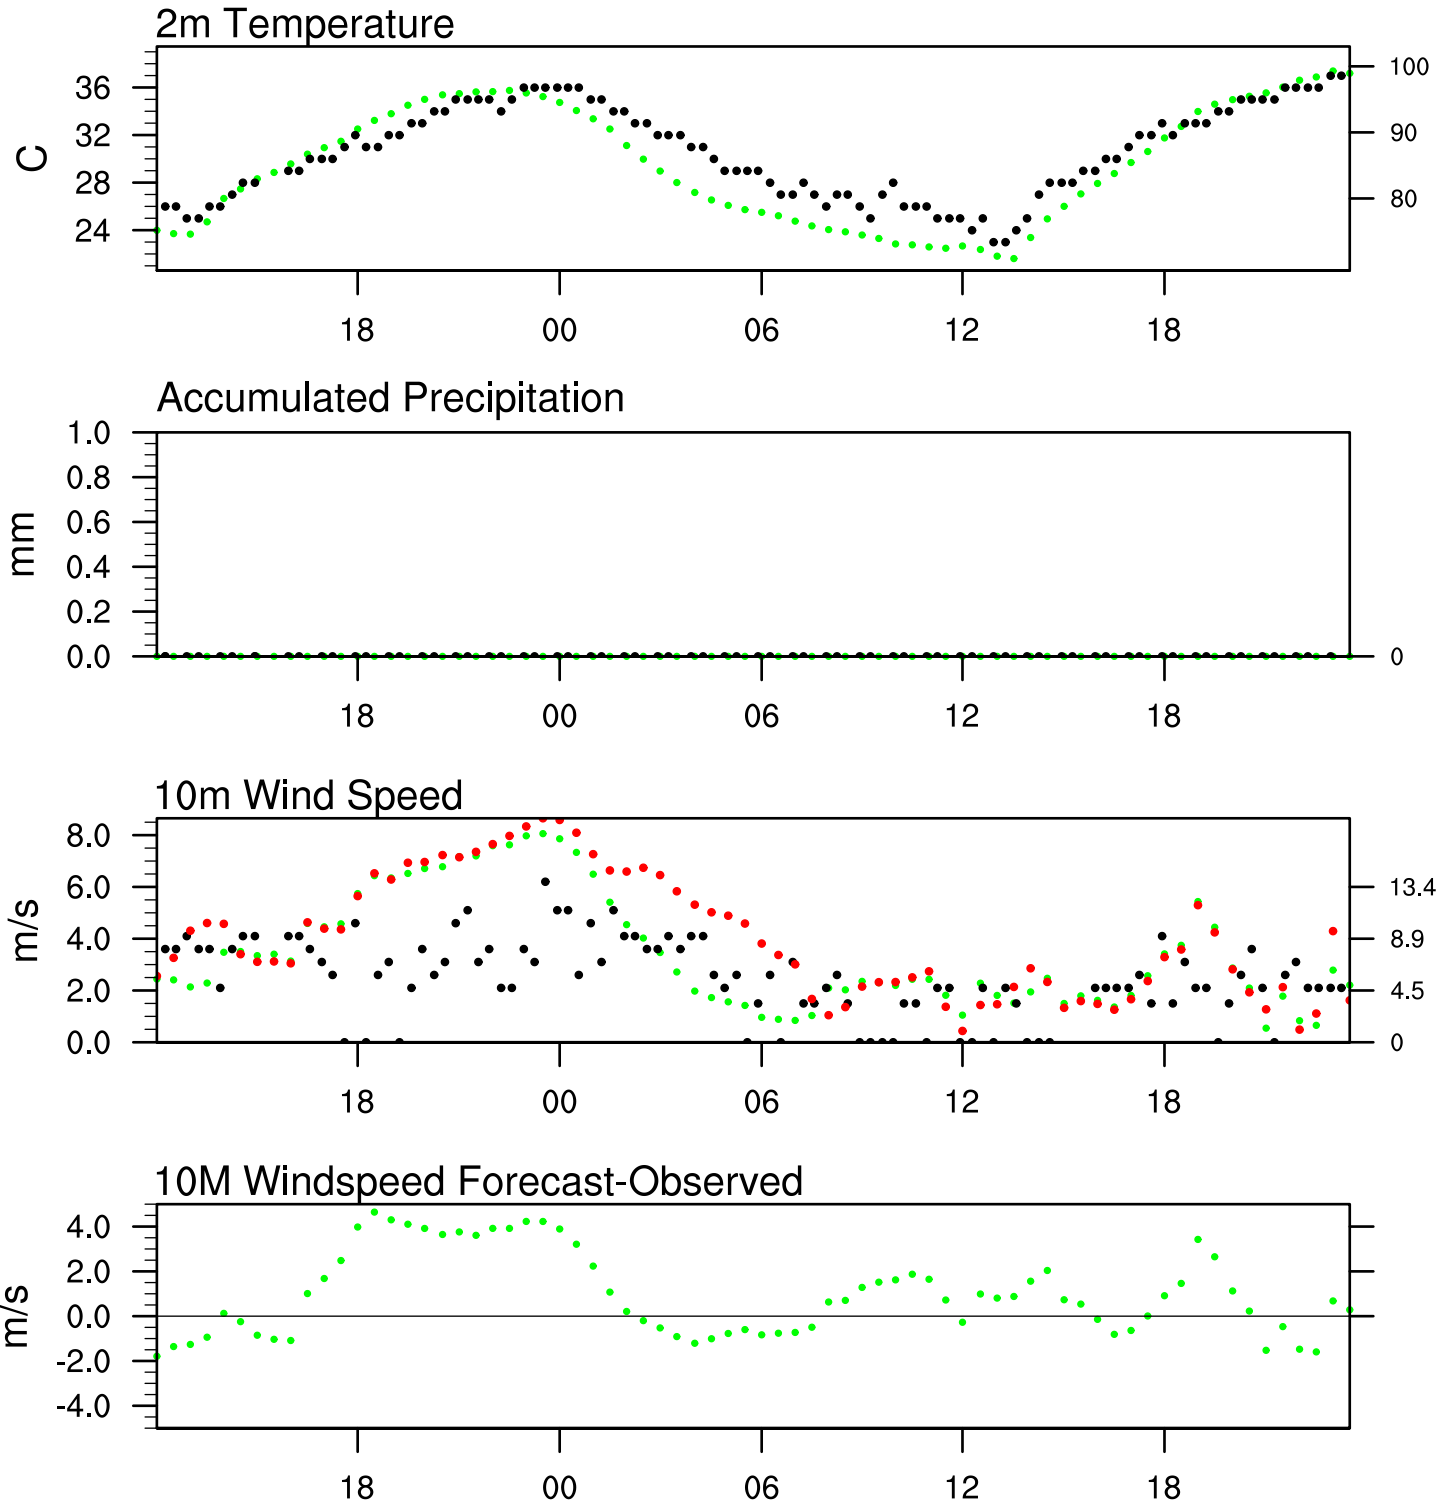 2m Temperature
36
32
28
24
C
100
90
80
18 00 06 12 18
Accumulated Precipitation
1.0
0.8
0.6
0.4
0.2
0.0
mm
0
18 00 06 12 18
10m Wind Speed
8.0
6.0
4.0
2.0
0.0
m/s
13.4
8.9
4.5
0
18 00 06 12 18
10M Windspeed Forecast-Observed
4.0
2.0
0.0
-2.0
-4.0
m/s
18 00 06 12 18